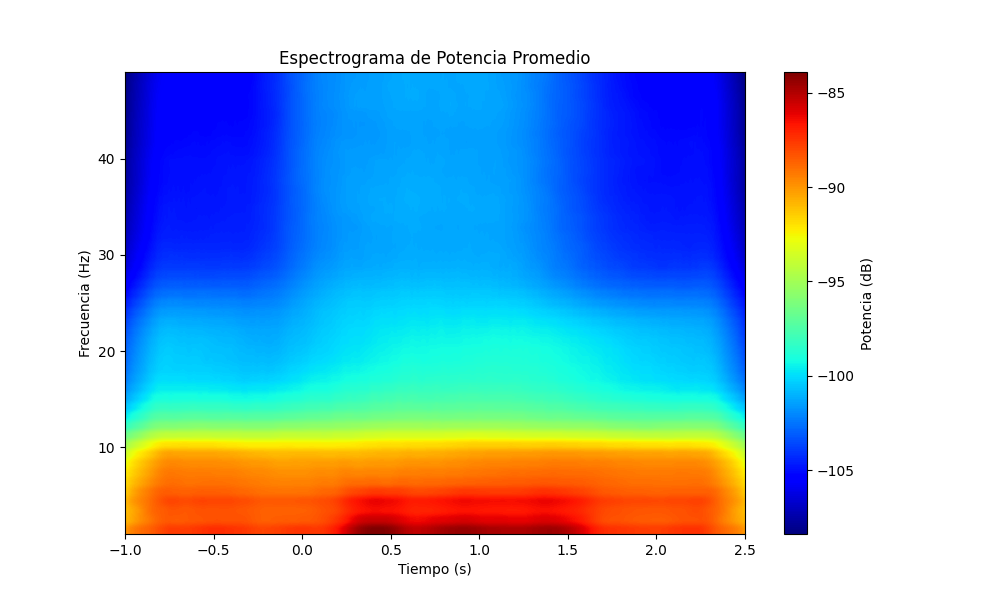 Espectrograma de Potencia Promedio
Frecuencia (Hz)
40
30
20
10
−1.0 −0.5 0.0 0.5 1.0 1.5 2.0 2.5
Tiempo (s)
−85
−90
−95
−100
−105
Potencia (dB)